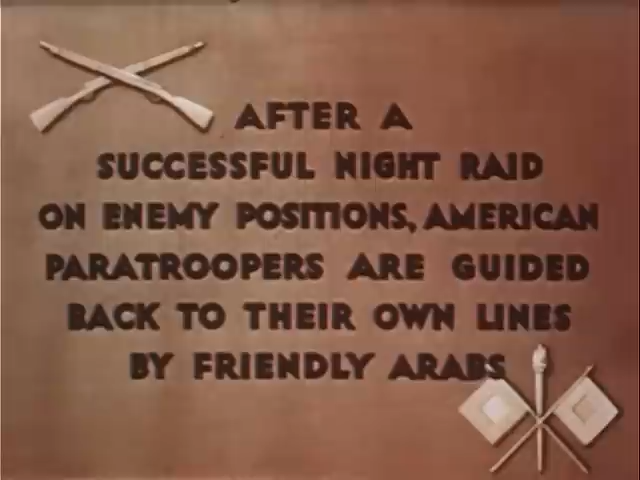 AFTER A
SUCCESSFUL NIGHT RAID
ON ENEMY POSITIONS, AMERICAN
PARATROOPERS ARE GUIDED
BACK TO THEIR OWN LINES
BY FRIENDLY ARABS